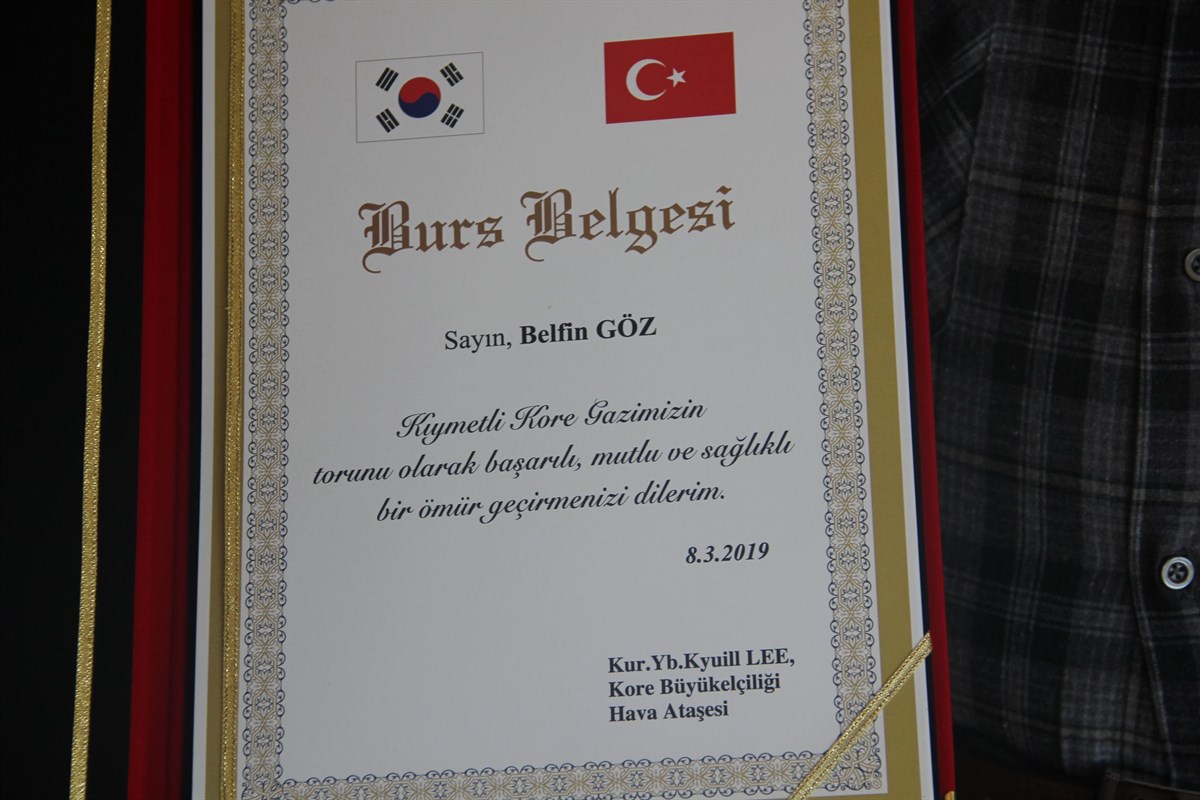 Burs Belgesi
Sayın, Belfin GÖZ
Kıymetli Kore Gazimizin
torunu olarak başarılı, mutlu ve sağlıklı
bir ömür geçirmenizi dilerim.
8.3.2019
Kur.Yb.Kyuill LEE,
Kore Büyükelçiliği
Hava Ataşesi